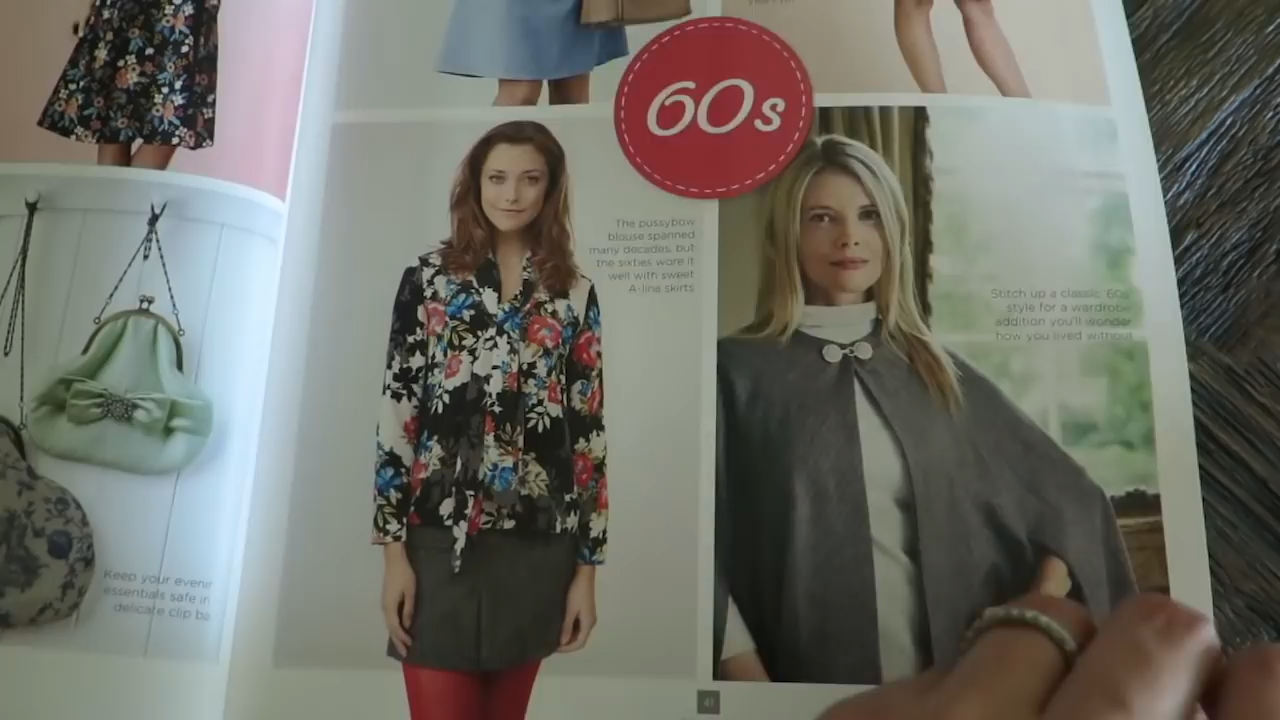 60s
The pussybow
blouse spanned
many decades, but
the sixties wore it
well with sweet
A-line skirts
Stitch up a classic '60s
style for a wardrobe
addition you'll wonder
how you lived without
Keep your evenin
essentials safe in
delicate clip ba
41